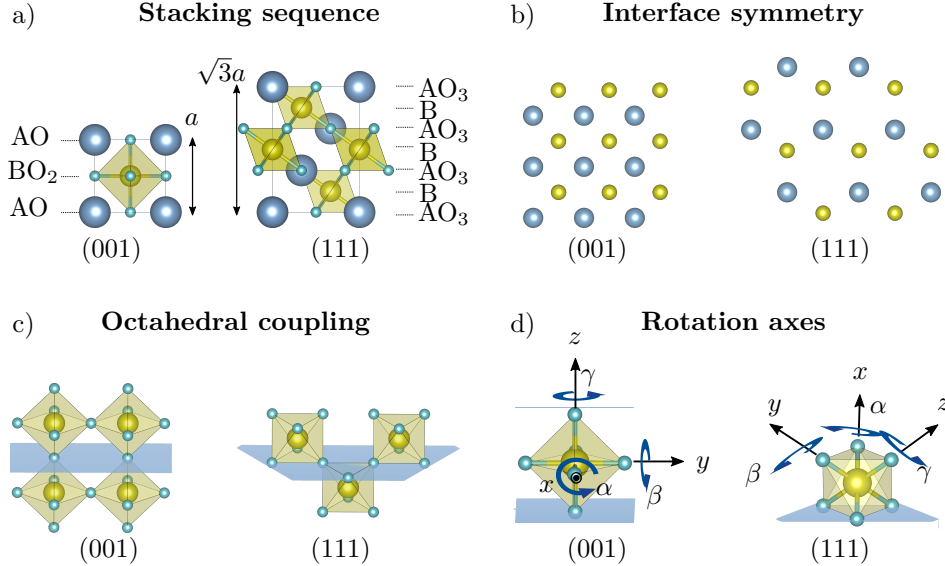 a) Stacking sequence
AO
BO₂
AO
a
(001)
√3a
AO₃
B
AO₃
B
AO₃
B
AO₃
(111)
b) Interface symmetry
(001)
(111)
c) Octahedral coupling
(001)
(111)
d) Rotation axes
z
γ
y
β
x
α
(001)
x
α
y
β
z
γ
(111)